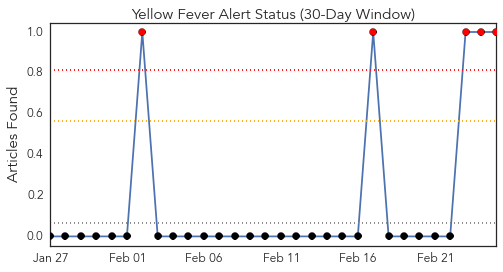 Yellow Fever Alert Status (30-Day Window)
Articles Found
1.0
0.8
0.6
0.4
0.2
0.0
Jan 27 Feb 01 Feb 06 Feb 11 Feb 16 Feb 21